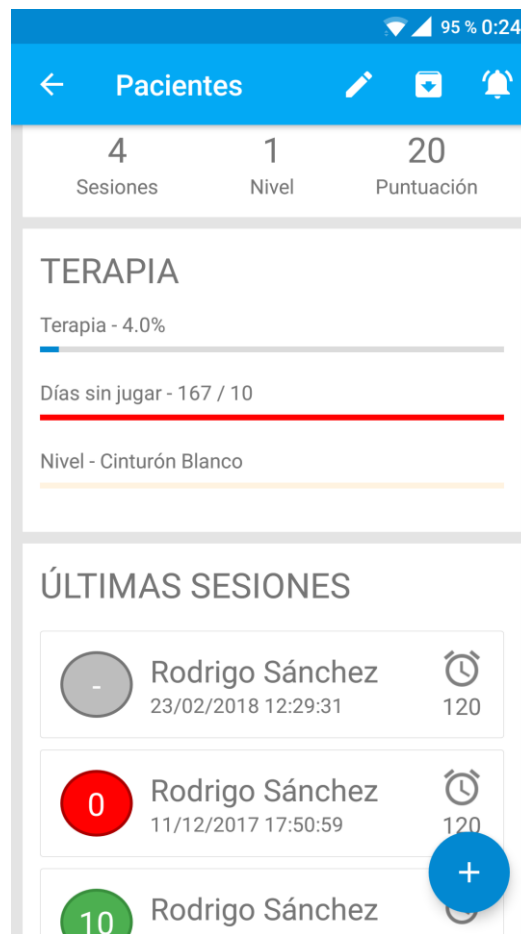 95 % 0:24
Pacientes
4 1 20
Sesiones Nivel Puntuación
TERAPIA
Terapia - 4.0%
Días sin jugar - 167 / 10
Nivel - Cinturón Blanco
ÚLTIMAS SESIONES
- Rodrigo Sánchez
23/02/2018 12:29:31 120
0 Rodrigo Sánchez
11/12/2017 17:50:59 120
+
10 Rodrigo Sánchez